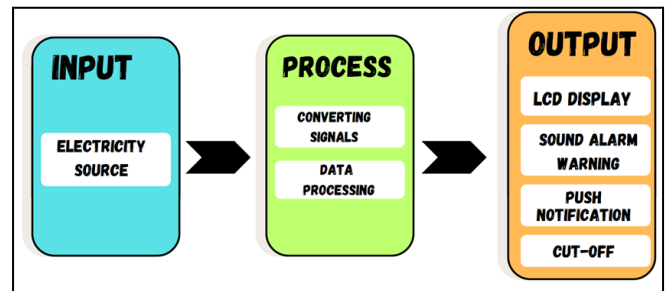 INPUT
ELECTRICITY
SOURCE
PROCESS
CONVERTING
SIGNALS
DATA
PROCESSING
OUTPUT
LCD DISPLAY
SOUND ALARM
WARNING
PUSH
NOTIFICATION
CUT-OFF